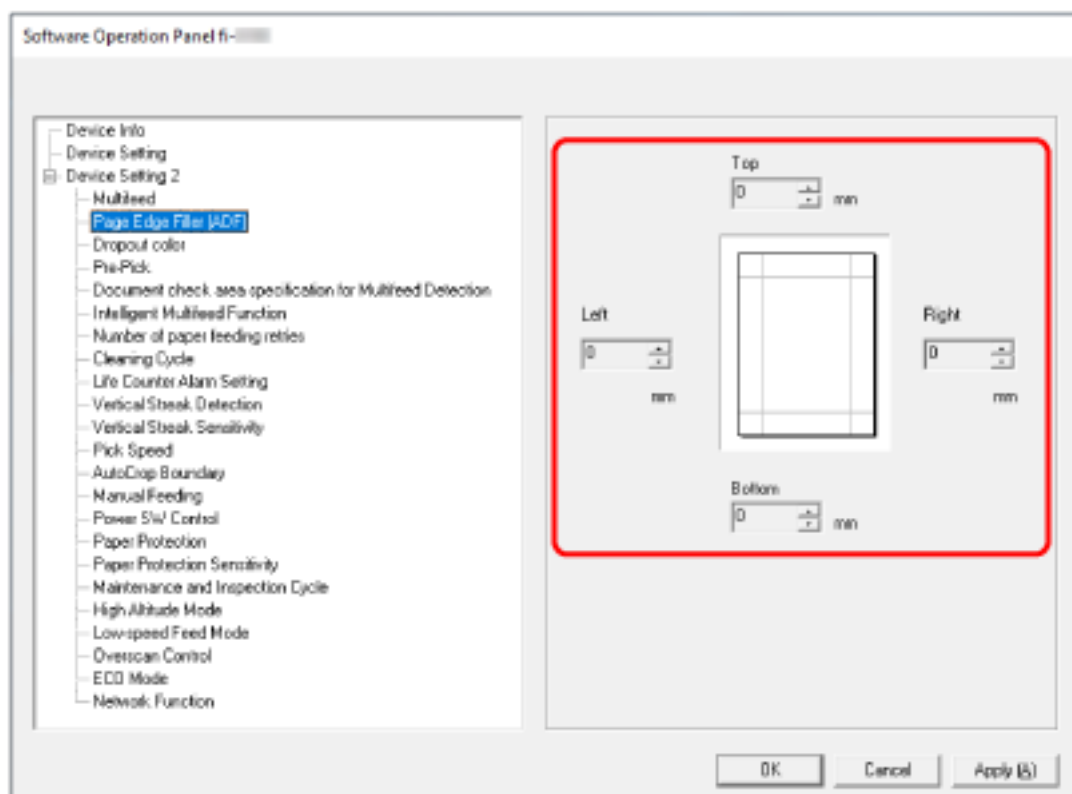 Software Operation Panel fi-
Device Info
Device Setting
Device Setting 2
Multifeed
Page Edge Filler (ADF)
Dropout color
Pre-Pick
Document check area specification for Multifeed Detection
Intelligent Multifeed Function
Number of paper feeding retries
Cleaning Cycle
Life Counter Alarm Setting
Vertical Streak Detection
Vertical Streak Sensitivity
Pick Speed
AutoCrop Boundary
Manual Feeding
Power SW Control
Paper Protection
Paper Protection Sensitivity
Maintenance and Inspection Cycle
High Altitude Mode
Low-speed Feed Mode
Overscan Control
ECO Mode
Network Function
Top
0 mm
Left
0
mm
Right
0
mm
Bottom
0 mm
OK Cancel Apply (A)